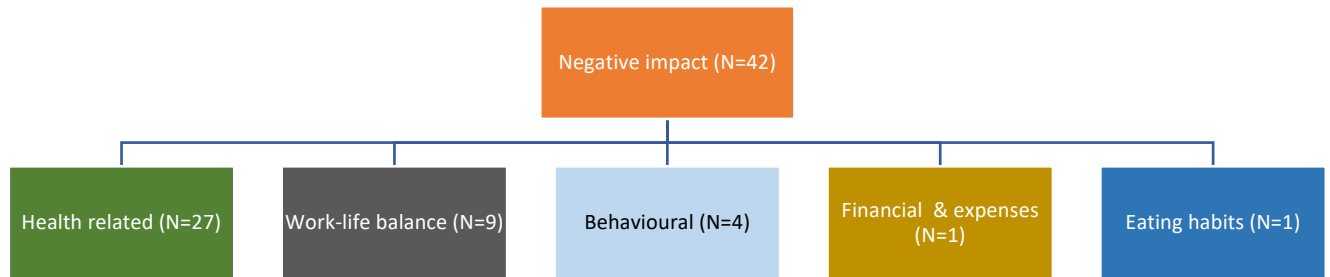 Negative impact (N=42)
Health related (N=27)
Work-life balance (N=9)
Behavioural (N=4)
Financial & expenses
(N=1)
Eating habits (N=1)